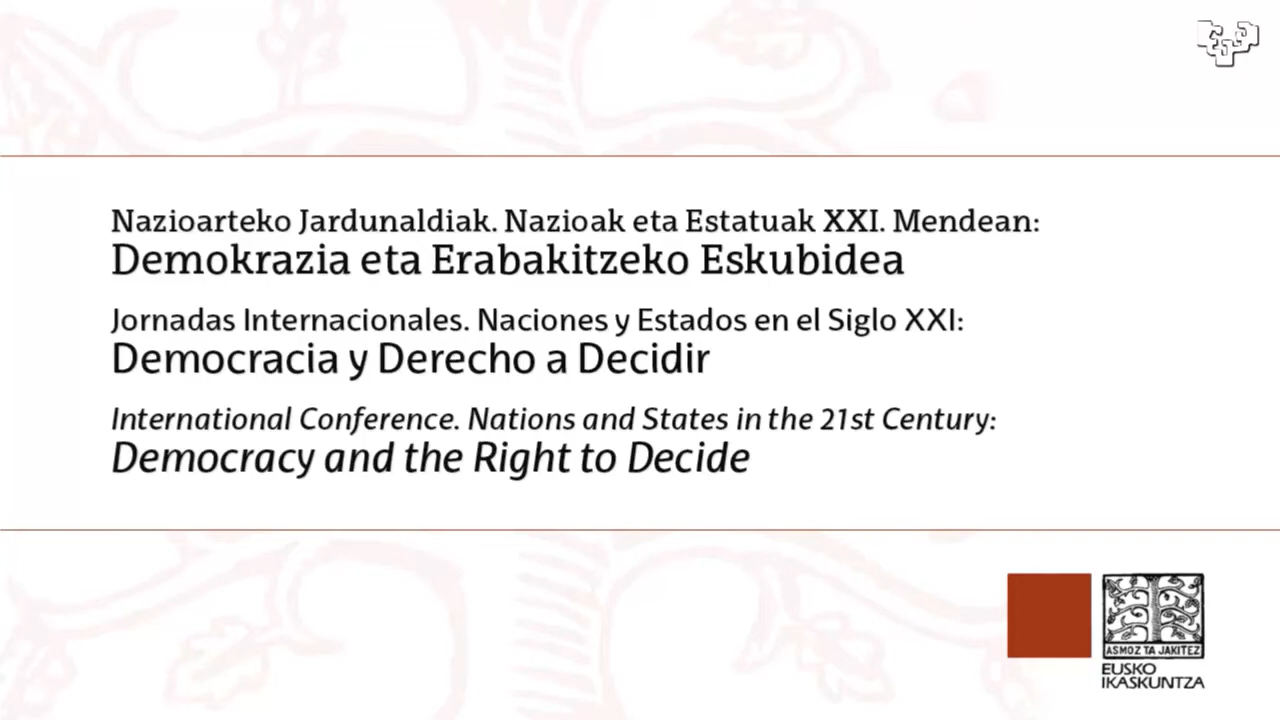 Nazioarteko Jardunaldiak. Nazioak eta Estatuak XXI. Mendean:
Demokrazia eta Erabakitzeko Eskubidea
Jornadas Internacionales. Naciones y Estados en el Siglo XXI:
Democracia y Derecho a Decidir
International Conference. Nations and States in the 21st Century:
Democracy and the Right to Decide
ASMOZ TA JAKITEZ
EUSKO
IKASKUNTZA